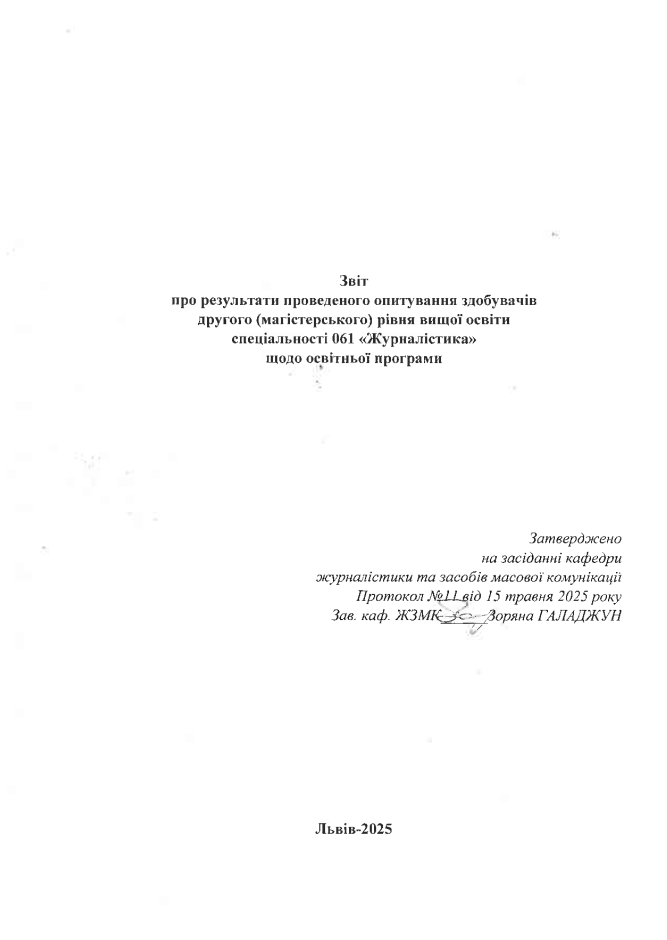 Звіт
про результати проведеного опитування здобувачів
другого (магістерського) рівня вищої освіти
спеціальності 061 «Журналістика»
щодо освітньої програми
Затверджено
на засіданні кафедри
журналістики та засобів масової комунікації
Протокол №11 від 15 травня 2025 року
Зав. каф. ЖЗМК Зоряна ГАЛАДЖУН
Львів-2025